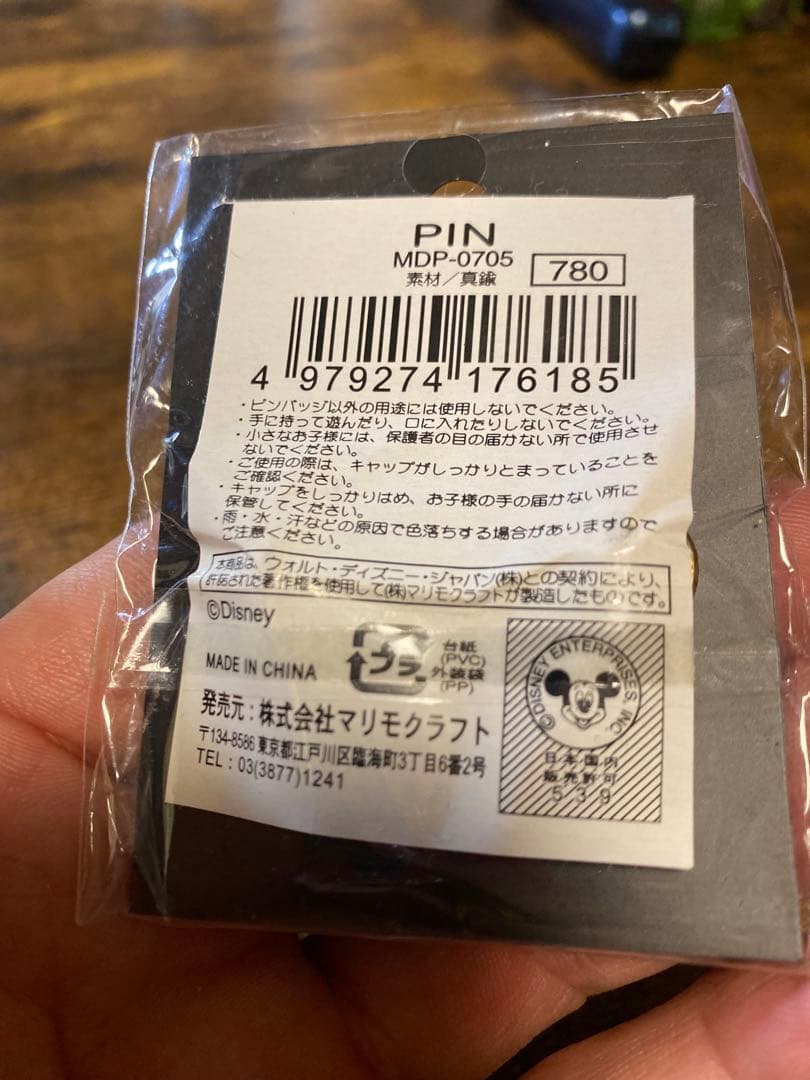 PIN
MDP-0705
素材/真鍮
780
4 979274 176185
・ピンバッジ以外の用途には使用しないでください。
・手に持って遊んだり、口に入れたりしないでください。
・小さなお子様には、保護者の目の届かない所で使用させ
ないでください。
・ご使用の際は、キャップがしっかりとまっていることを
ご確認ください。
・キャップをしっかりはめ、お子様の手の届かない所に
保管してください。
・雨・水・汗などの原因で色落ちする場合がありますので
ご注意ください。
本商品は、ウォルト・ディズニー・ジャパン(株)との契約により、
許諾された著作権を使用して(株)マリモクラフトが製造したものです。
©Disney
MADE IN CHINA
プラ
台紙
(PVC)
外装袋
(PP)
発売元:株式会社マリモクラフト
〒134-8586 東京都江戸川区臨海町3丁目6番2号
TEL:03(3877)1241
©DISNEY ENTERPRISES, INC
日本国内
販売許可
539